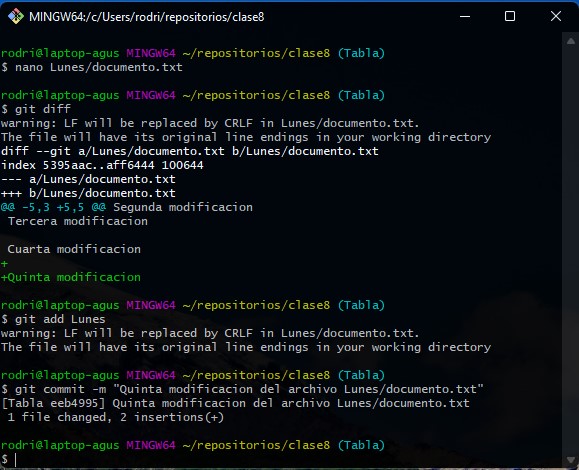 MINGW64:/c/Users/rodri/repositorios/clase8
rodri@laptop-agus MINGW64 ~/repositorios/clase8 (Tabla)
$ nano Lunes/documento.txt
rodri@laptop-agus MINGW64 ~/repositorios/clase8 (Tabla)
$ git diff
warning: LF will be replaced by CRLF in Lunes/documento.txt.
The file will have its original line endings in your working directory
diff --git a/Lunes/documento.txt b/Lunes/documento.txt
index 5395aac..aff6444 100644
--- a/Lunes/documento.txt
+++ b/Lunes/documento.txt
@@ -5,3 +5,5 @@ Segunda modificacion
 Tercera modificacion
 Cuarta modificacion
+
+Quinta modificacion
rodri@laptop-agus MINGW64 ~/repositorios/clase8 (Tabla)
$ git add Lunes
warning: LF will be replaced by CRLF in Lunes/documento.txt.
The file will have its original line endings in your working directory
rodri@laptop-agus MINGW64 ~/repositorios/clase8 (Tabla)
$ git commit -m "Quinta modificacion del archivo Lunes/documento.txt"
[Tabla eeb4995] Quinta modificacion del archivo Lunes/documento.txt
 1 file changed, 2 insertions(+)
rodri@laptop-agus MINGW64 ~/repositorios/clase8 (Tabla)
$